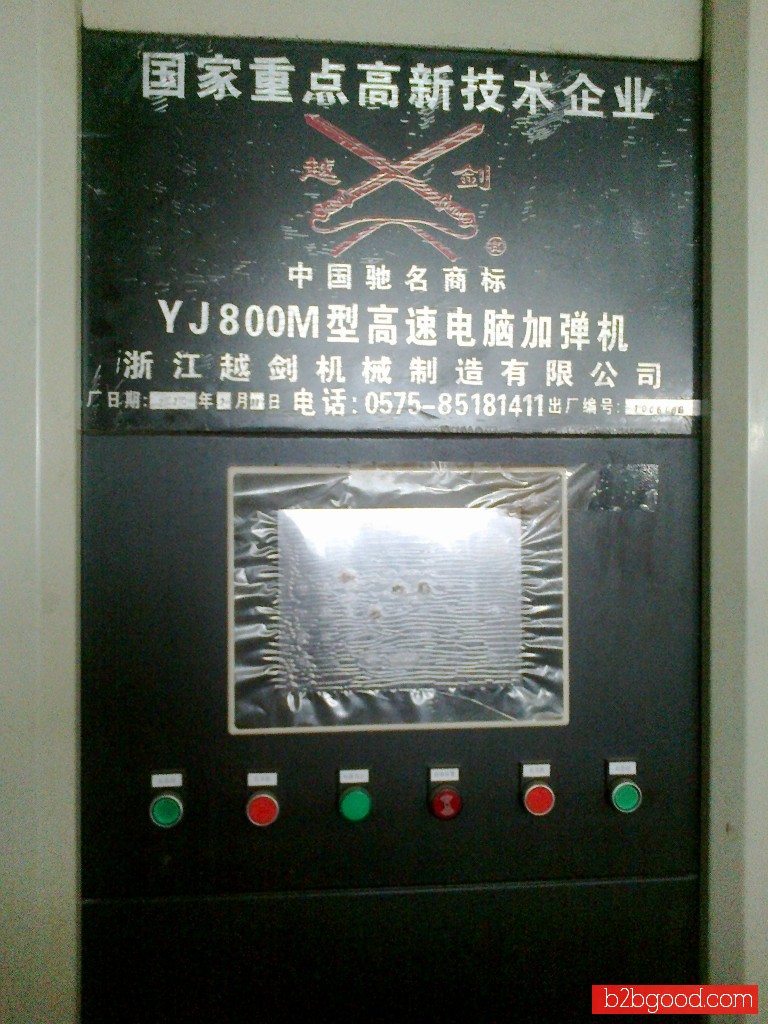 国家重点高新技术企业
越 剑
中国驰名商标
YJ800M型高速电脑加弹机
浙江越剑机械制造有限公司
厂日期: 年 月 日 电话:0575-85181411 出厂编号:
b2bgood.com